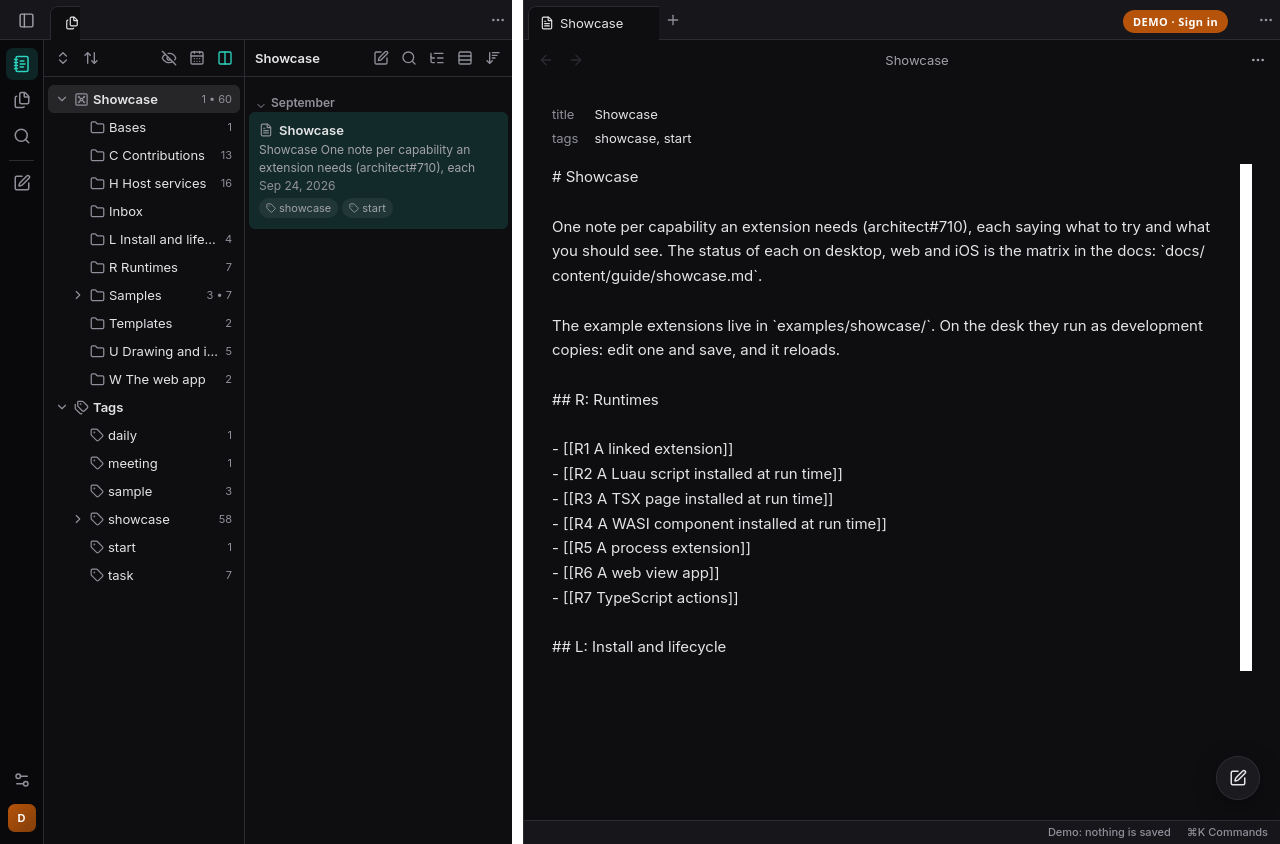 Showcase
DEMO · Sign in
Showcase
1 • 60
Bases
1
C Contributions
13
H Host services
16
Inbox
L Install and life...
4
R Runtimes
7
Samples
3 • 7
Templates
2
U Drawing and i...
5
W The web app
2
Tags
daily
1
meeting
1
sample
3
showcase
58
start
1
task
7
D
Showcase
September
Showcase
Showcase One note per capability an
extension needs (architect#710), each
Sep 24, 2026
showcase
start
Showcase
title Showcase
tags showcase, start
# Showcase
One note per capability an extension needs (architect#710), each saying what to try and what
you should see. The status of each on desktop, web and iOS is the matrix in the docs: `docs/
content/guide/showcase.md`.
The example extensions live in `examples/showcase/`. On the desk they run as development
copies: edit one and save, and it reloads.
## R: Runtimes
- [[R1 A linked extension]]
- [[R2 A Luau script installed at run time]]
- [[R3 A TSX page installed at run time]]
- [[R4 A WASI component installed at run time]]
- [[R5 A process extension]]
- [[R6 A web view app]]
- [[R7 TypeScript actions]]
## L: Install and lifecycle
Demo: nothing is saved
⌘K Commands